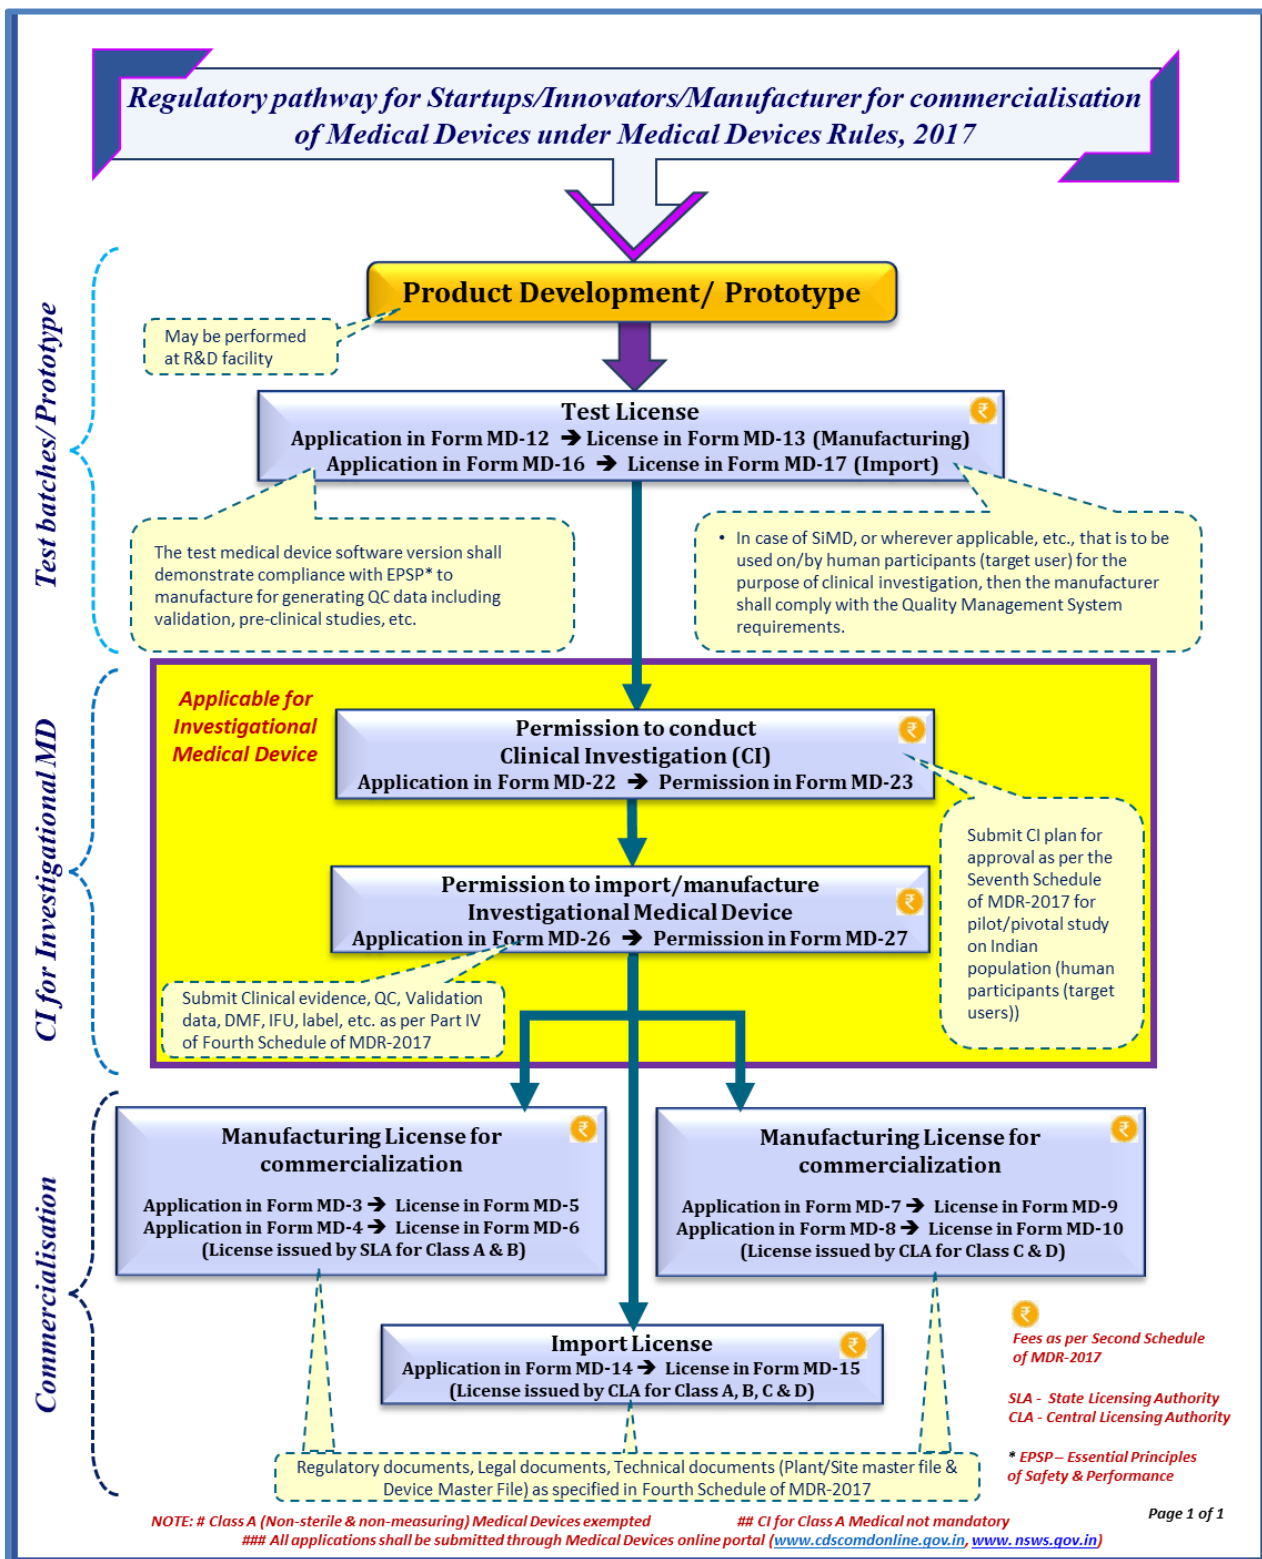 Regulatory pathway for Startups/Innovators/Manufacturer for commercialisation
of Medical Devices under Medical Devices Rules, 2017
Test batches/ Prototype
Product Development/ Prototype
May be performed
at R&D facility
Test License
₹
Application in Form MD-12 ➔ License in Form MD-13 (Manufacturing)
Application in Form MD-16 ➔ License in Form MD-17 (Import)
The test medical device software version shall
demonstrate compliance with EPSP* to
manufacture for generating QC data including
validation, pre-clinical studies, etc.
• In case of SiMD, or wherever applicable, etc., that is to be
used on/by human participants (target user) for the
purpose of clinical investigation, then the manufacturer
shall comply with the Quality Management System
requirements.
CI for Investigational MD
Applicable for
Investigational
Medical Device
Permission to conduct
₹
Clinical Investigation (CI)
Application in Form MD-22 ➔ Permission in Form MD-23
Submit CI plan for
approval as per the
Seventh Schedule
of MDR-2017 for
pilot/pivotal study
on Indian
population (human
participants (target
users))
Permission to import/manufacture
₹
Investigational Medical Device
Application in Form MD-26 ➔ Permission in Form MD-27
Submit Clinical evidence, QC, Validation
data, DMF, IFU, label, etc. as per Part IV
of Fourth Schedule of MDR-2017
Commercialisation
Manufacturing License for
₹
commercialization
Application in Form MD-3 ➔ License in Form MD-5
Application in Form MD-4 ➔ License in Form MD-6
(License issued by SLA for Class A & B)
Manufacturing License for
₹
commercialization
Application in Form MD-7 ➔ License in Form MD-9
Application in Form MD-8 ➔ License in Form MD-10
(License issued by CLA for Class C & D)
Import License
₹
Application in Form MD-14 ➔ License in Form MD-15
(License issued by CLA for Class A, B, C & D)
₹
Fees as per Second Schedule
of MDR-2017
SLA - State Licensing Authority
CLA - Central Licensing Authority
* EPSP – Essential Principles
of Safety & Performance
Regulatory documents, Legal documents, Technical documents (Plant/Site master file &
Device Master File) as specified in Fourth Schedule of MDR-2017
Page 1 of 1
NOTE: # Class A (Non-sterile & non-measuring) Medical Devices exempted ## CI for Class A Medical not mandatory
### All applications shall be submitted through Medical Devices online portal (www.cdscomdonline.gov.in, www. nsws.gov.in)